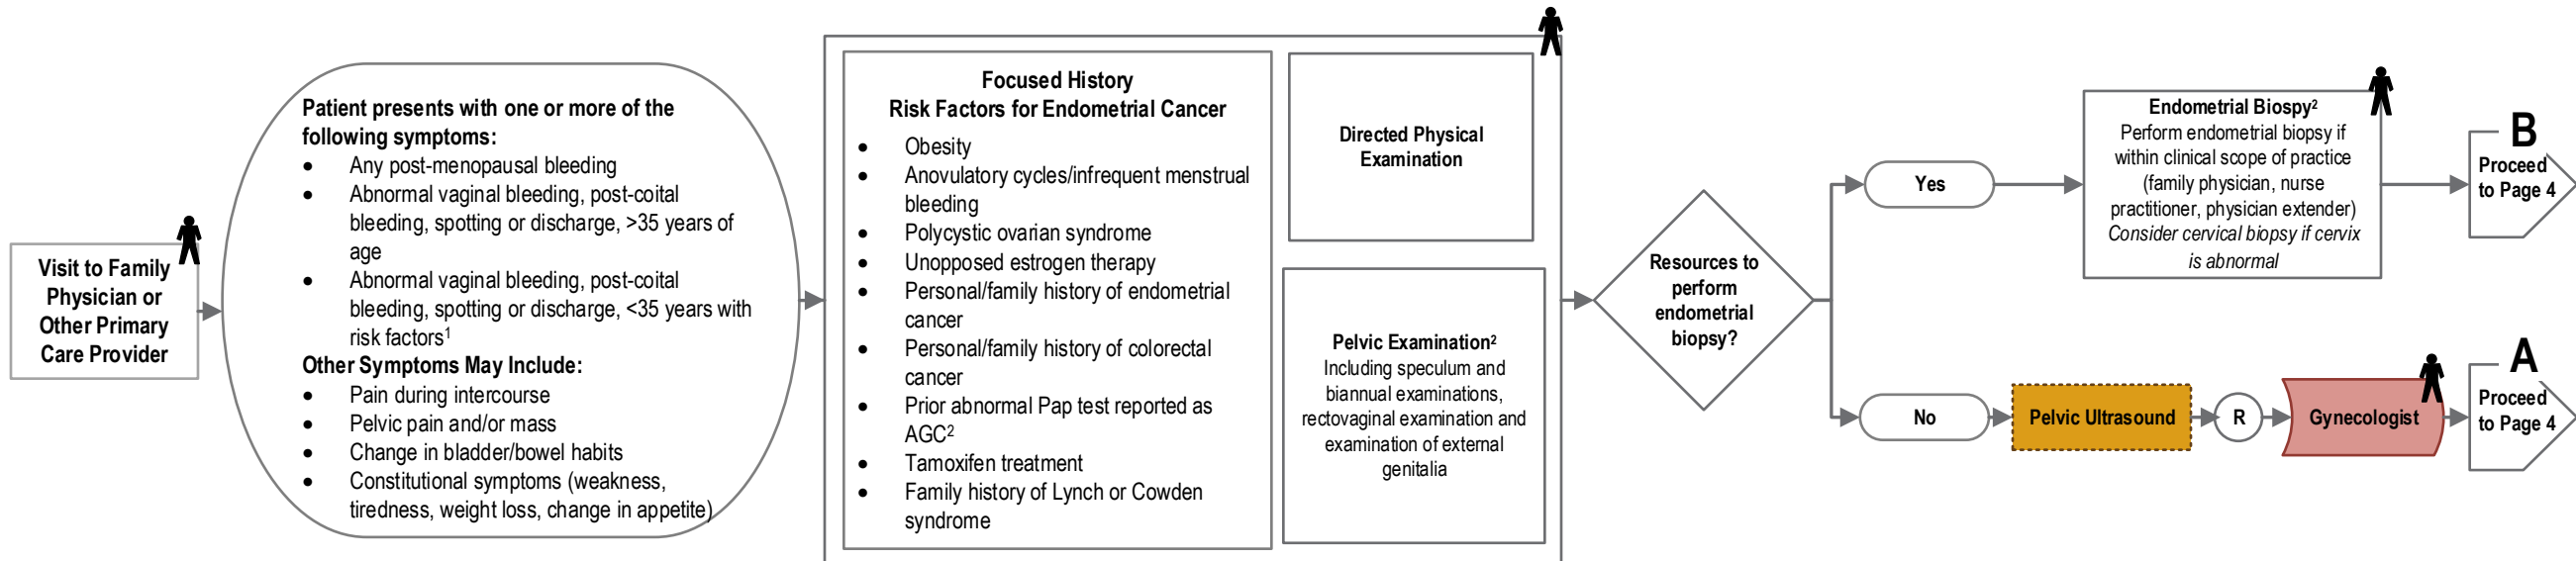 Visit to Family
Physician or
Other Primary
Care Provider
Patient presents with one or more of the
following symptoms:
• Any post-menopausal bleeding
• Abnormal vaginal bleeding, post-coital
bleeding, spotting or discharge, >35 years of
age
• Abnormal vaginal bleeding, post-coital
bleeding, spotting or discharge, <35 years with
risk factors1
Other Symptoms May Include:
• Pain during intercourse
• Pelvic pain and/or mass
• Change in bladder/bowel habits
• Constitutional symptoms (weakness,
tiredness, weight loss, change in appetite)
Focused History
Risk Factors for Endometrial Cancer
• Obesity
• Anovulatory cycles/infrequent menstrual
bleeding
• Polycystic ovarian syndrome
• Unopposed estrogen therapy
• Personal/family history of endometrial
cancer
• Personal/family history of colorectal
cancer
• Prior abnormal Pap test reported as
AGC2
• Tamoxifen treatment
• Family history of Lynch or Cowden
syndrome
Directed Physical
Examination
Pelvic Examination2
Including speculum and
biannual examinations,
rectovaginal examination and
examination of external
genitalia
Resources to
perform
endometrial
biopsy?
Yes
Endometrial Biospy2
Perform endometrial biopsy if
within clinical scope of practice
(family physician, nurse
practitioner, physician extender)
Consider cervical biopsy if cervix
is abnormal
B
Proceed
to Page 4
No
Pelvic Ultrasound
R
Gynecologist
A
Proceed
to Page 4